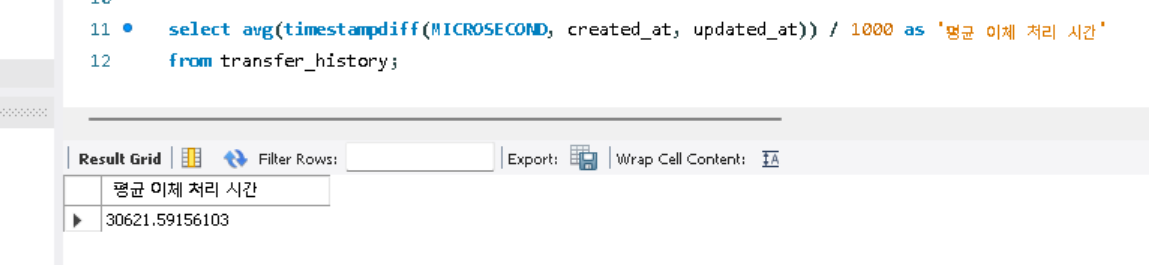 10
11 select avg(timestampdiff(MICROSECOND, created_at, updated_at)) / 1000 as '평균 이체 처리 시간'
12 from transfer_history;
Result Grid Filter Rows: Export: Wrap Cell Content: IA
평균 이체 처리 시간
30621.59156103